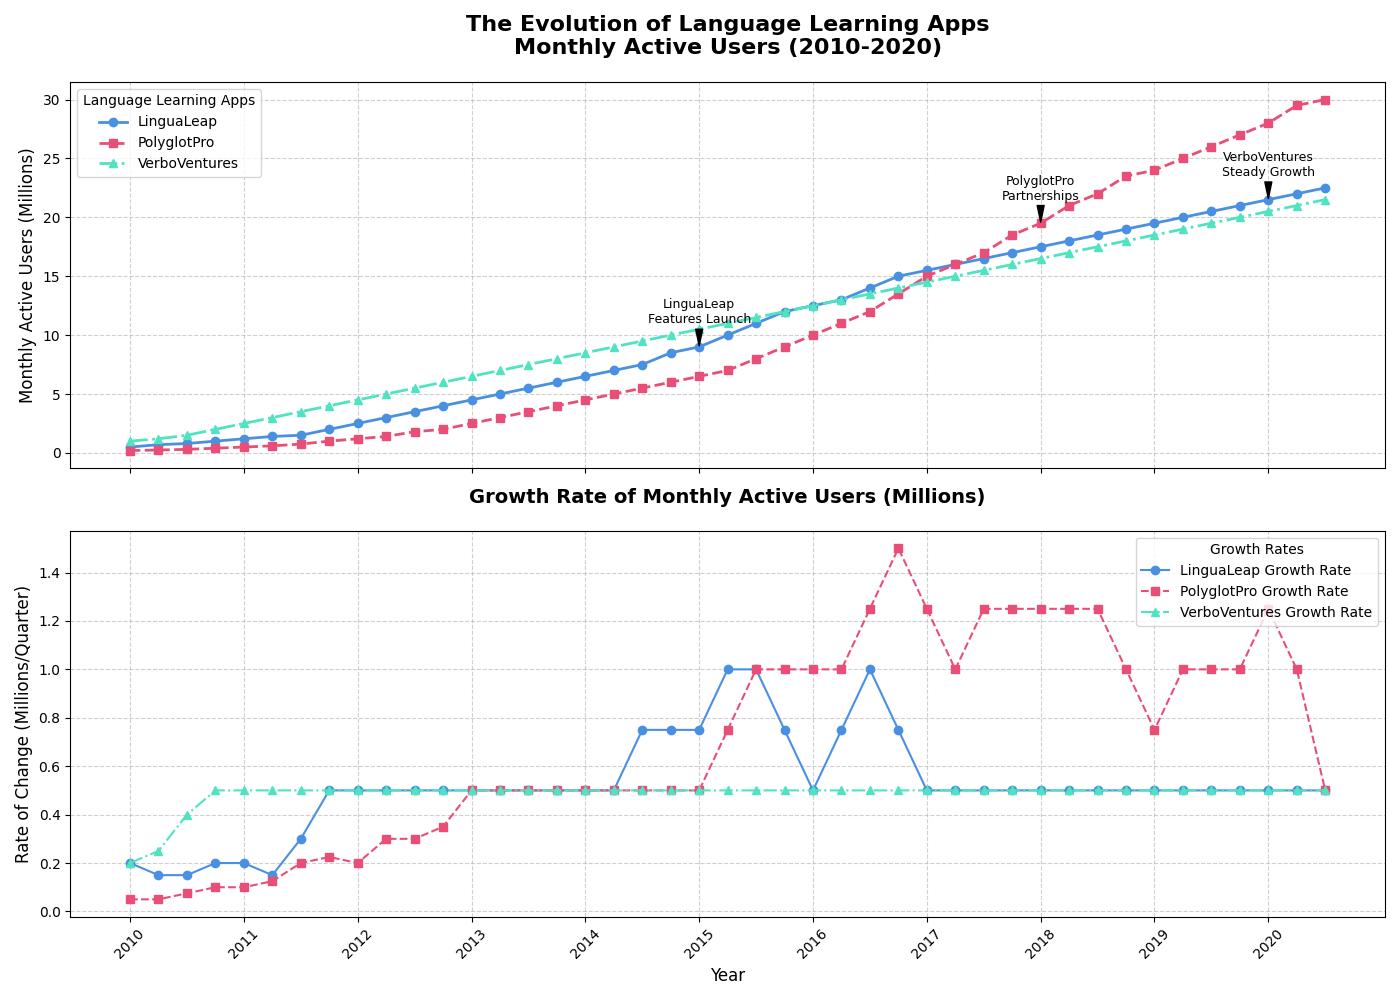 The Evolution of Language Learning Apps
Monthly Active Users (2010-2020)
Monthly Active Users (Millions)
30
25
20
15
10
5
0
Language Learning Apps
LinguaLeap
PolyglotPro
VerboVentures
LinguaLeap
Features Launch
PolyglotPro
Partnerships
VerboVentures
Steady Growth
Growth Rate of Monthly Active Users (Millions)
Rate of Change (Millions/Quarter)
1.4
1.2
1.0
0.8
0.6
0.4
0.2
0.0
Growth Rates
LinguaLeap Growth Rate
PolyglotPro Growth Rate
VerboVentures Growth Rate
2010
2011
2012
2013
2014
2015
2016
2017
2018
2019
2020
Year